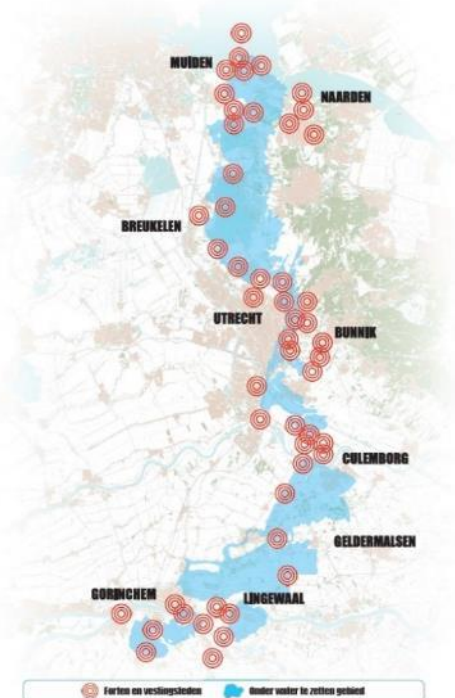 MUIDEN
NAARDEN
BREUKELEN
UTRECHT
BUNNIK
CULEMBORG
GELDERMALSEN
GORINCHEM
LINGEWAAL
Forten en vestingsteden
Onder water te zetten gebied